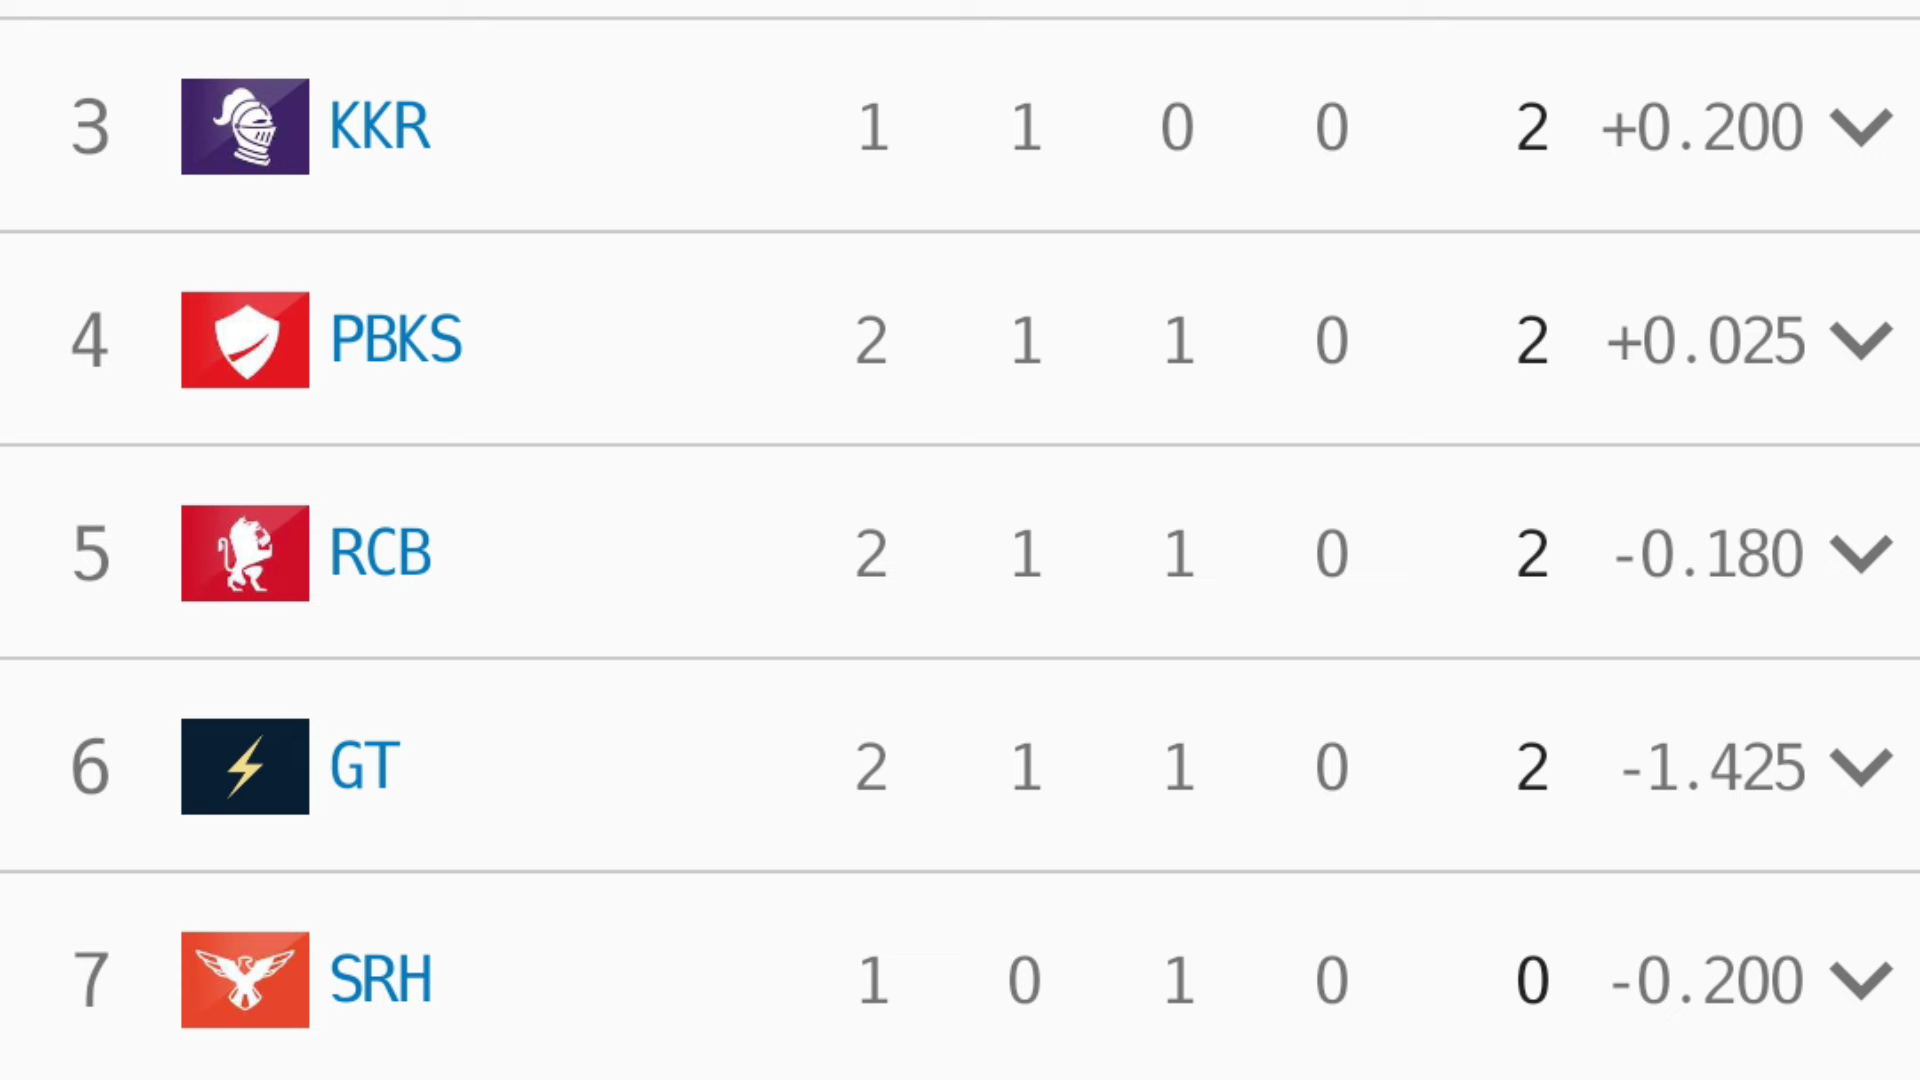 3 KKR 1 1 0 0 2 +0.200
4 PBKS 2 1 1 0 2 +0.025
5 RCB 2 1 1 0 2 -0.180
6 GT 2 1 1 0 2 -1.425
7 SRH 1 0 1 0 0 -0.200